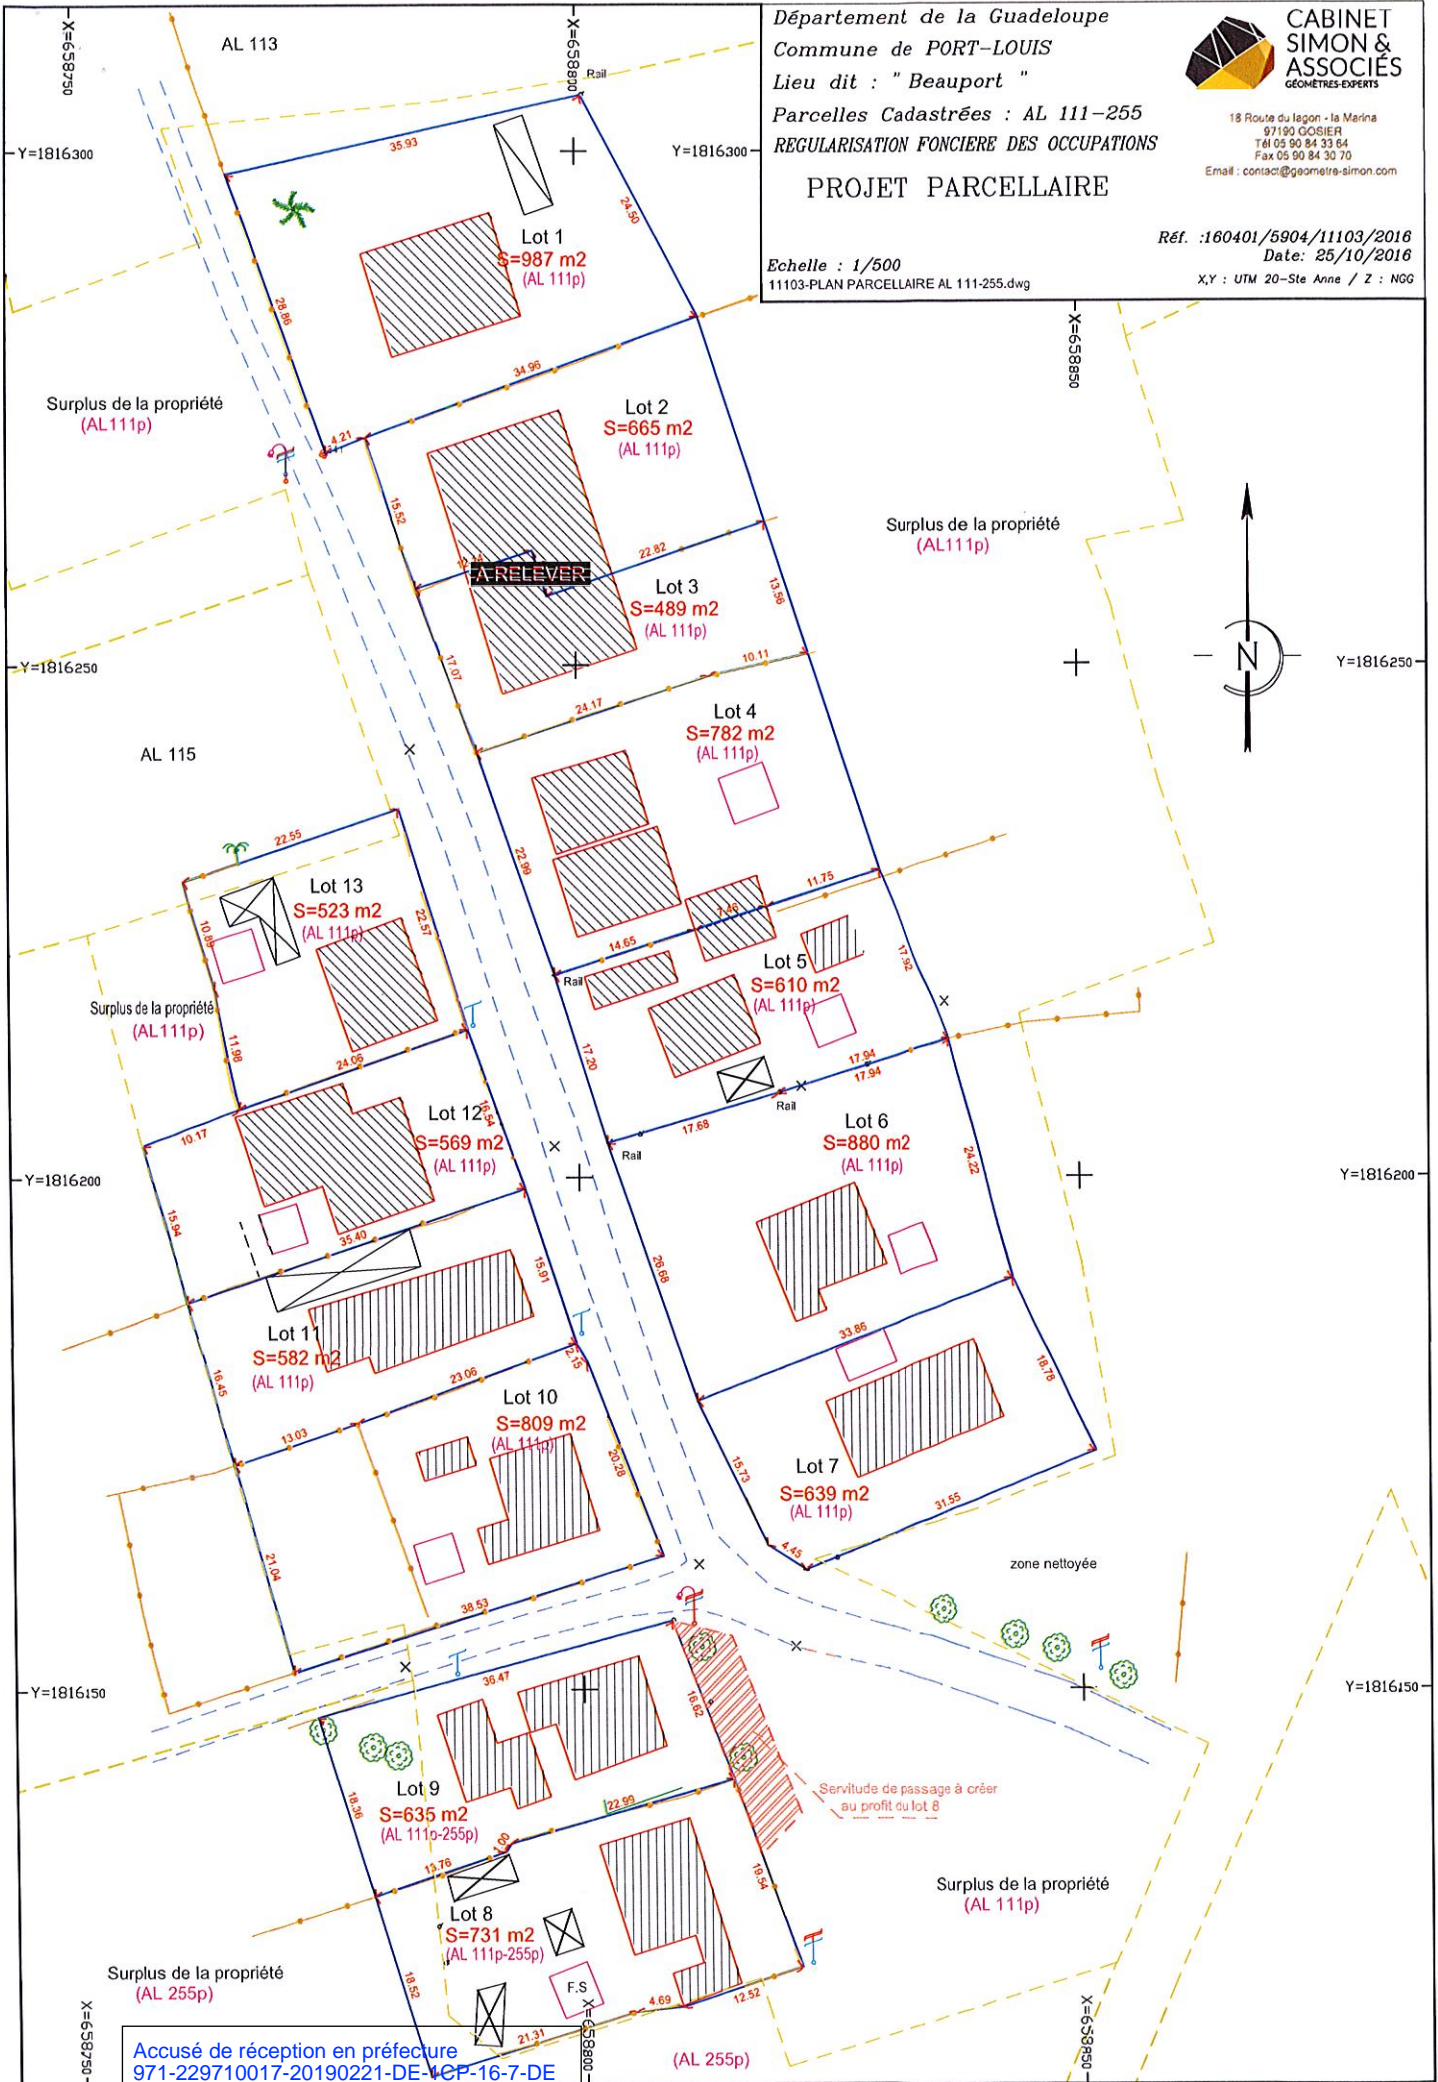 Département de la Guadeloupe
Commune de PORT-LOUIS
Lieu dit : " Beauport "
Parcelles Cadastrées : AL 111-255
REGULARISATION FONCIERE DES OCCUPATIONS
PROJET PARCELLAIRE
Echelle : 1/500
11103-PLAN PARCELLAIRE AL 111-255.dwg
CABINET
SIMON &
ASSOCIÉS
GÉOMÈTRES-EXPERTS
18 Route du lagon - la Marina
97190 GOSIER
Tél 05 90 84 33 64
Fax 05 90 84 30 70
Email : contact@geometre-simon.com
Réf. :160401/5904/11103/2016
Date: 25/10/2016
X,Y : UTM 20-Ste Anne / Z : NGG
X=658750
AL 113
X=658800
Rail
Y=1816300
Y=1816300
35.93
24.50
Lot 1
S=987 m2
(AL 111p)
28.86
X=658850
34.96
4.21
Surplus de la propriété
(AL111p)
Lot 2
S=665 m2
(AL 111p)
15.52
22.82
A RELEVER
Surplus de la propriété
(AL111p)
13.56
Lot 3
S=489 m2
(AL 111p)
17.07
10.11
24.17
N
Y=1816250
Y=1816250
AL 115
Lot 4
S=782 m2
(AL 111p)
22.99
11.75
7.46
14.65
22.55
Lot 13
S=523 m2
(AL 111p)
10.89
22.57
11.98
24.06
Rail
Lot 5
S=610 m2
(AL 111p)
17.92
17.20
17.94
17.94
Rail
17.68
Rail
Surplus de la propriété
(AL111p)
Lot 12
S=569 m2
(AL 111p)
16.54
10.17
15.94
35.40
Y=1816200
Y=1816200
Lot 6
S=880 m2
(AL 111p)
24.22
26.68
33.86
15.91
Lot 11
S=582 m2
(AL 111p)
16.45
23.06
2.15
13.03
18.78
Lot 10
S=809 m2
(AL 111p)
20.28
21.04
38.53
Lot 7
S=639 m2
(AL 111p)
15.73
31.55
4.45
zone nettoyée
Y=1816150
Y=1816150
36.47
16.62
Lot 9
S=635 m2
(AL 111p-255p)
18.36
22.99
1.00
13.76
Servitude de passage à créer
au profit du lot 8
19.54
Lot 8
S=731 m2
(AL 111p-255p)
18.52
F.S
4.69
12.52
21.31
Surplus de la propriété
(AL 111p)
Surplus de la propriété
(AL 255p)
(AL 255p)
X=658750
X=658800
X=658850
Accusé de réception en préfecture
971-229710017-20190221-DE-4CP-16-7-DE